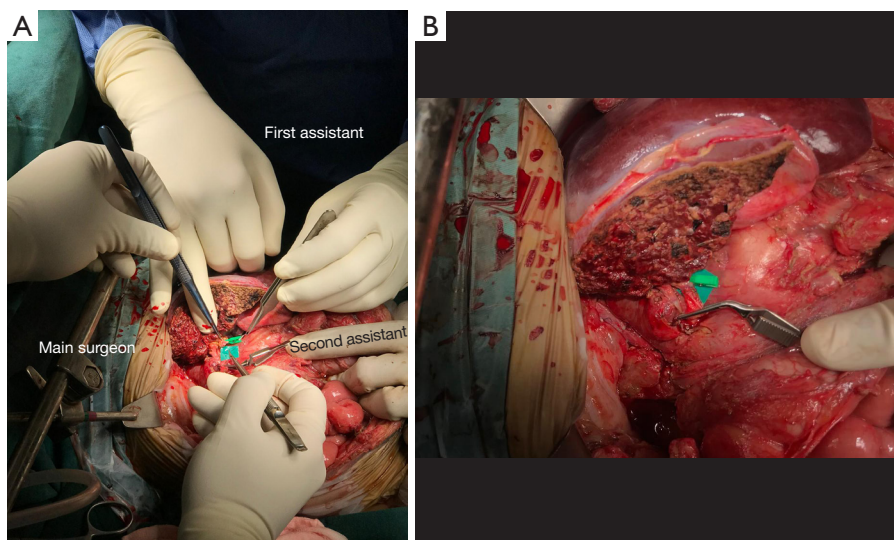 A
B
First assistant
Main surgeon
Second assistant